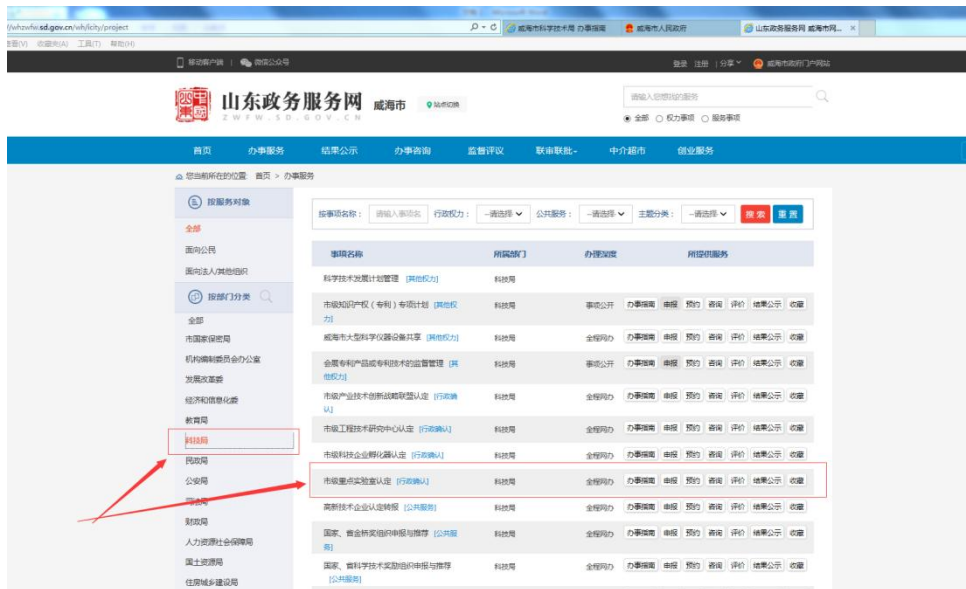 //whzwfw.sd.gov.cn/wh/icity/project
威海市科学技术局 办事指南
威海市人民政府
山东政务服务网 威海市网... ×
查看(V) 收藏夹(A) 工具(T) 帮助(H)
移动客户端 | 微信公众号
登录 注册 | 分享
威海市政府门户网站
山东政务服务网 威海市 站点切换
ZWFW.SD.GOV.CN
请输入您想找的服务
全部 权力事项 服务事项
首页 办事服务 结果公示 办事咨询 监督评议 联审联批- 中介超市 创业服务
您当前所在的位置 首页 > 办事服务
按服务对象
全部
面向公民
面向法人/其他组织
按部门分类
全部
市国家保密局
机构编制委员会办公室
发展改革委
经济和信息化委
教育局
科技局
民政局
公安局
司法局
财政局
人力资源社会保障局
国土资源局
住房城乡建设局
按事项名称: 请输入事项名 行政权力: --请选择 公共服务: --请选择 主题分类: --请选择 搜索 重置
事项名称 所属部门 办理深度 所提供服务
科学技术发展计划管理 [其他权力] 科技局
市级知识产权(专利)专项计划 [其他权力] 科技局 事项公开 办事指南 申报 预约 咨询 评价 结果公示 收藏
威海市大型科学仪器设备共享 [其他权力] 科技局 全程网办 办事指南 申报 预约 咨询 评价 结果公示 收藏
会展专利产品或专利技术的监督管理 [其他权力] 科技局 事项公开 办事指南 申报 预约 咨询 评价 结果公示 收藏
市级产业技术创新战略联盟认定 [行政确认] 科技局 全程网办 办事指南 申报 预约 咨询 评价 结果公示 收藏
市级工程技术研究中心认定 [行政确认] 科技局 全程网办 办事指南 申报 预约 咨询 评价 结果公示 收藏
市级科技企业孵化器认定 [行政确认] 科技局 全程网办 办事指南 申报 预约 咨询 评价 结果公示 收藏
市级重点实验室认定 [行政确认] 科技局 全程网办 办事指南 申报 预约 咨询 评价 结果公示 收藏
高新技术企业认定转报 [公共服务] 科技局 全程网办 办事指南 申报 预约 咨询 评价 结果公示 收藏
国家、省金桥奖组织申报与推荐 [公共服务] 科技局 全程网办 办事指南 申报 预约 咨询 评价 结果公示 收藏
国家、省科学技术奖励组织申报与推荐 [公共服务] 科技局 全程网办 办事指南 申报 预约 咨询 评价 结果公示 收藏